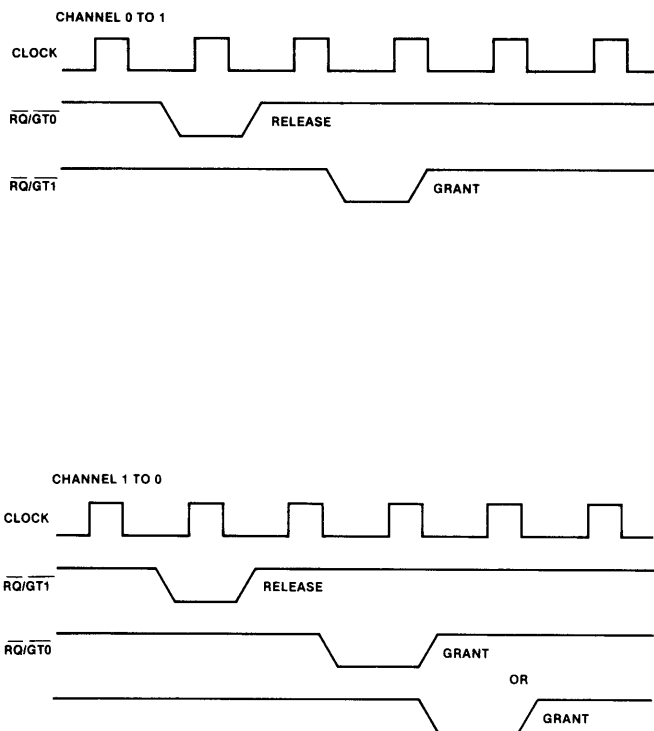 CHANNEL 0 TO 1
CLOCK
RQ/GT0
RELEASE
RQ/GT1
GRANT
CHANNEL 1 TO 0
CLOCK
RQ/GT1
RELEASE
RQ/GT0
GRANT
OR
GRANT